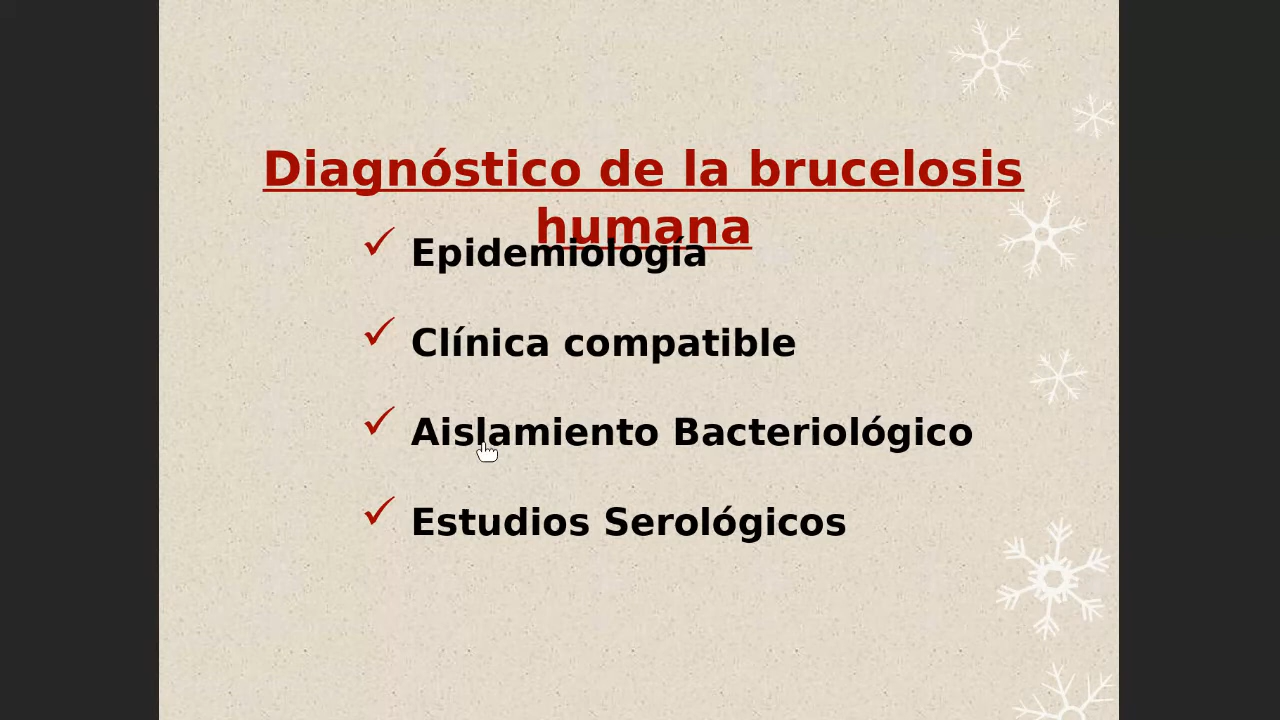 Diagnóstico de la brucelosis
humana
Epidemiología
Clínica compatible
Aislamiento Bacteriológico
Estudios Serológicos